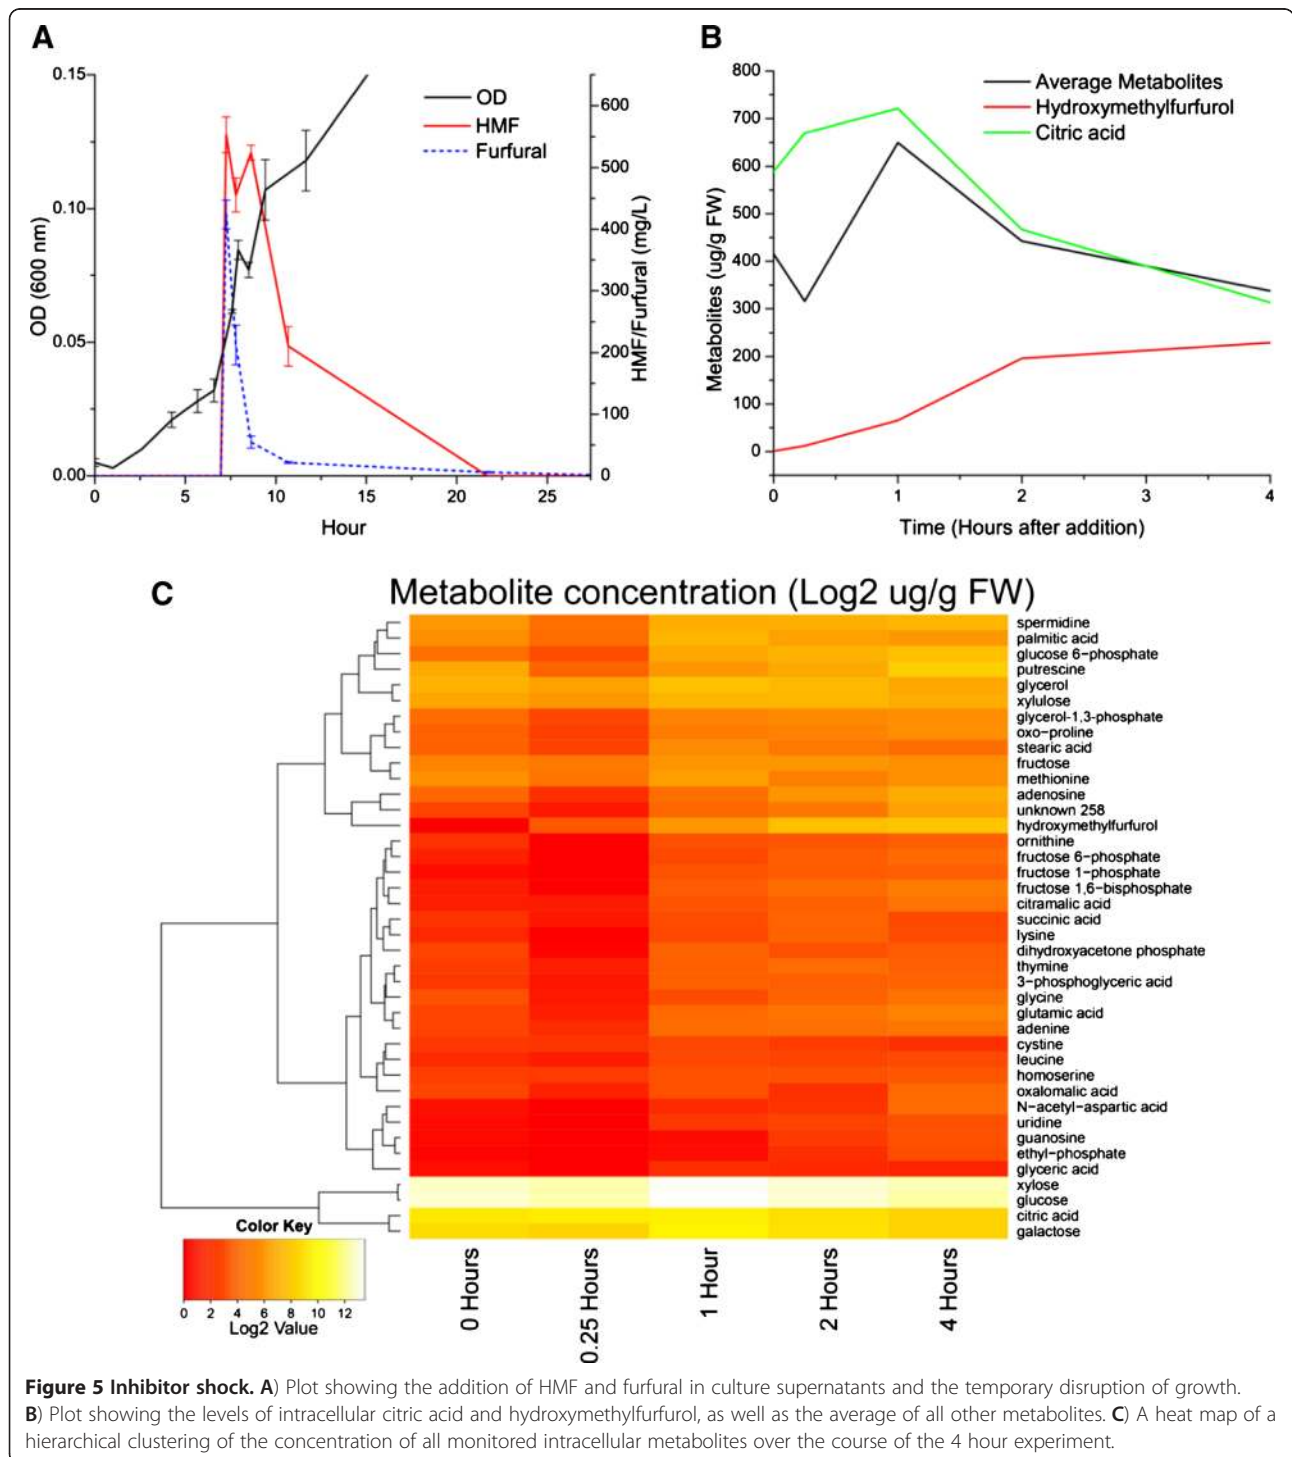 A
0.15
0.10
0.05
0.00
OD (600 nm)
OD
HMF
Furfural
600
500
400
300
200
100
0
HMF/Furfural (mg/L)
0 5 10 15 20 25
Hour
B
800
700
600
500
400
300
200
100
0
Metabolites (ug/g FW)
Average Metabolites
Hydroxymethylfurfurol
Citric acid
0 1 2 3 4
Time (Hours after addition)
C
Metabolite concentration (Log2 ug/g FW)
spermidine
palmitic acid
glucose 6−phosphate
putrescine
glycerol
xylulose
glycerol-1,3-phosphate
oxo−proline
stearic acid
fructose
methionine
adenosine
unknown 258
hydroxymethylfurfurol
ornithine
fructose 6−phosphate
fructose 1−phosphate
fructose 1,6−bisphosphate
citramalic acid
succinic acid
lysine
dihydroxyacetone phosphate
thymine
3−phosphoglyceric acid
glycine
glutamic acid
adenine
cystine
leucine
homoserine
oxalomalic acid
N−acetyl−aspartic acid
uridine
guanosine
ethyl−phosphate
glyceric acid
xylose
glucose
citric acid
galactose
Color Key
0 2 4 6 8 10 12
Log2 Value
0 Hours
0.25 Hours
1 Hour
2 Hours
4 Hours
Figure 5 Inhibitor shock. A) Plot showing the addition of HMF and furfural in culture supernatants and the temporary disruption of growth.
B) Plot showing the levels of intracellular citric acid and hydroxymethylfurfurol, as well as the average of all other metabolites. C) A heat map of a
hierarchical clustering of the concentration of all monitored intracellular metabolites over the course of the 4 hour experiment.